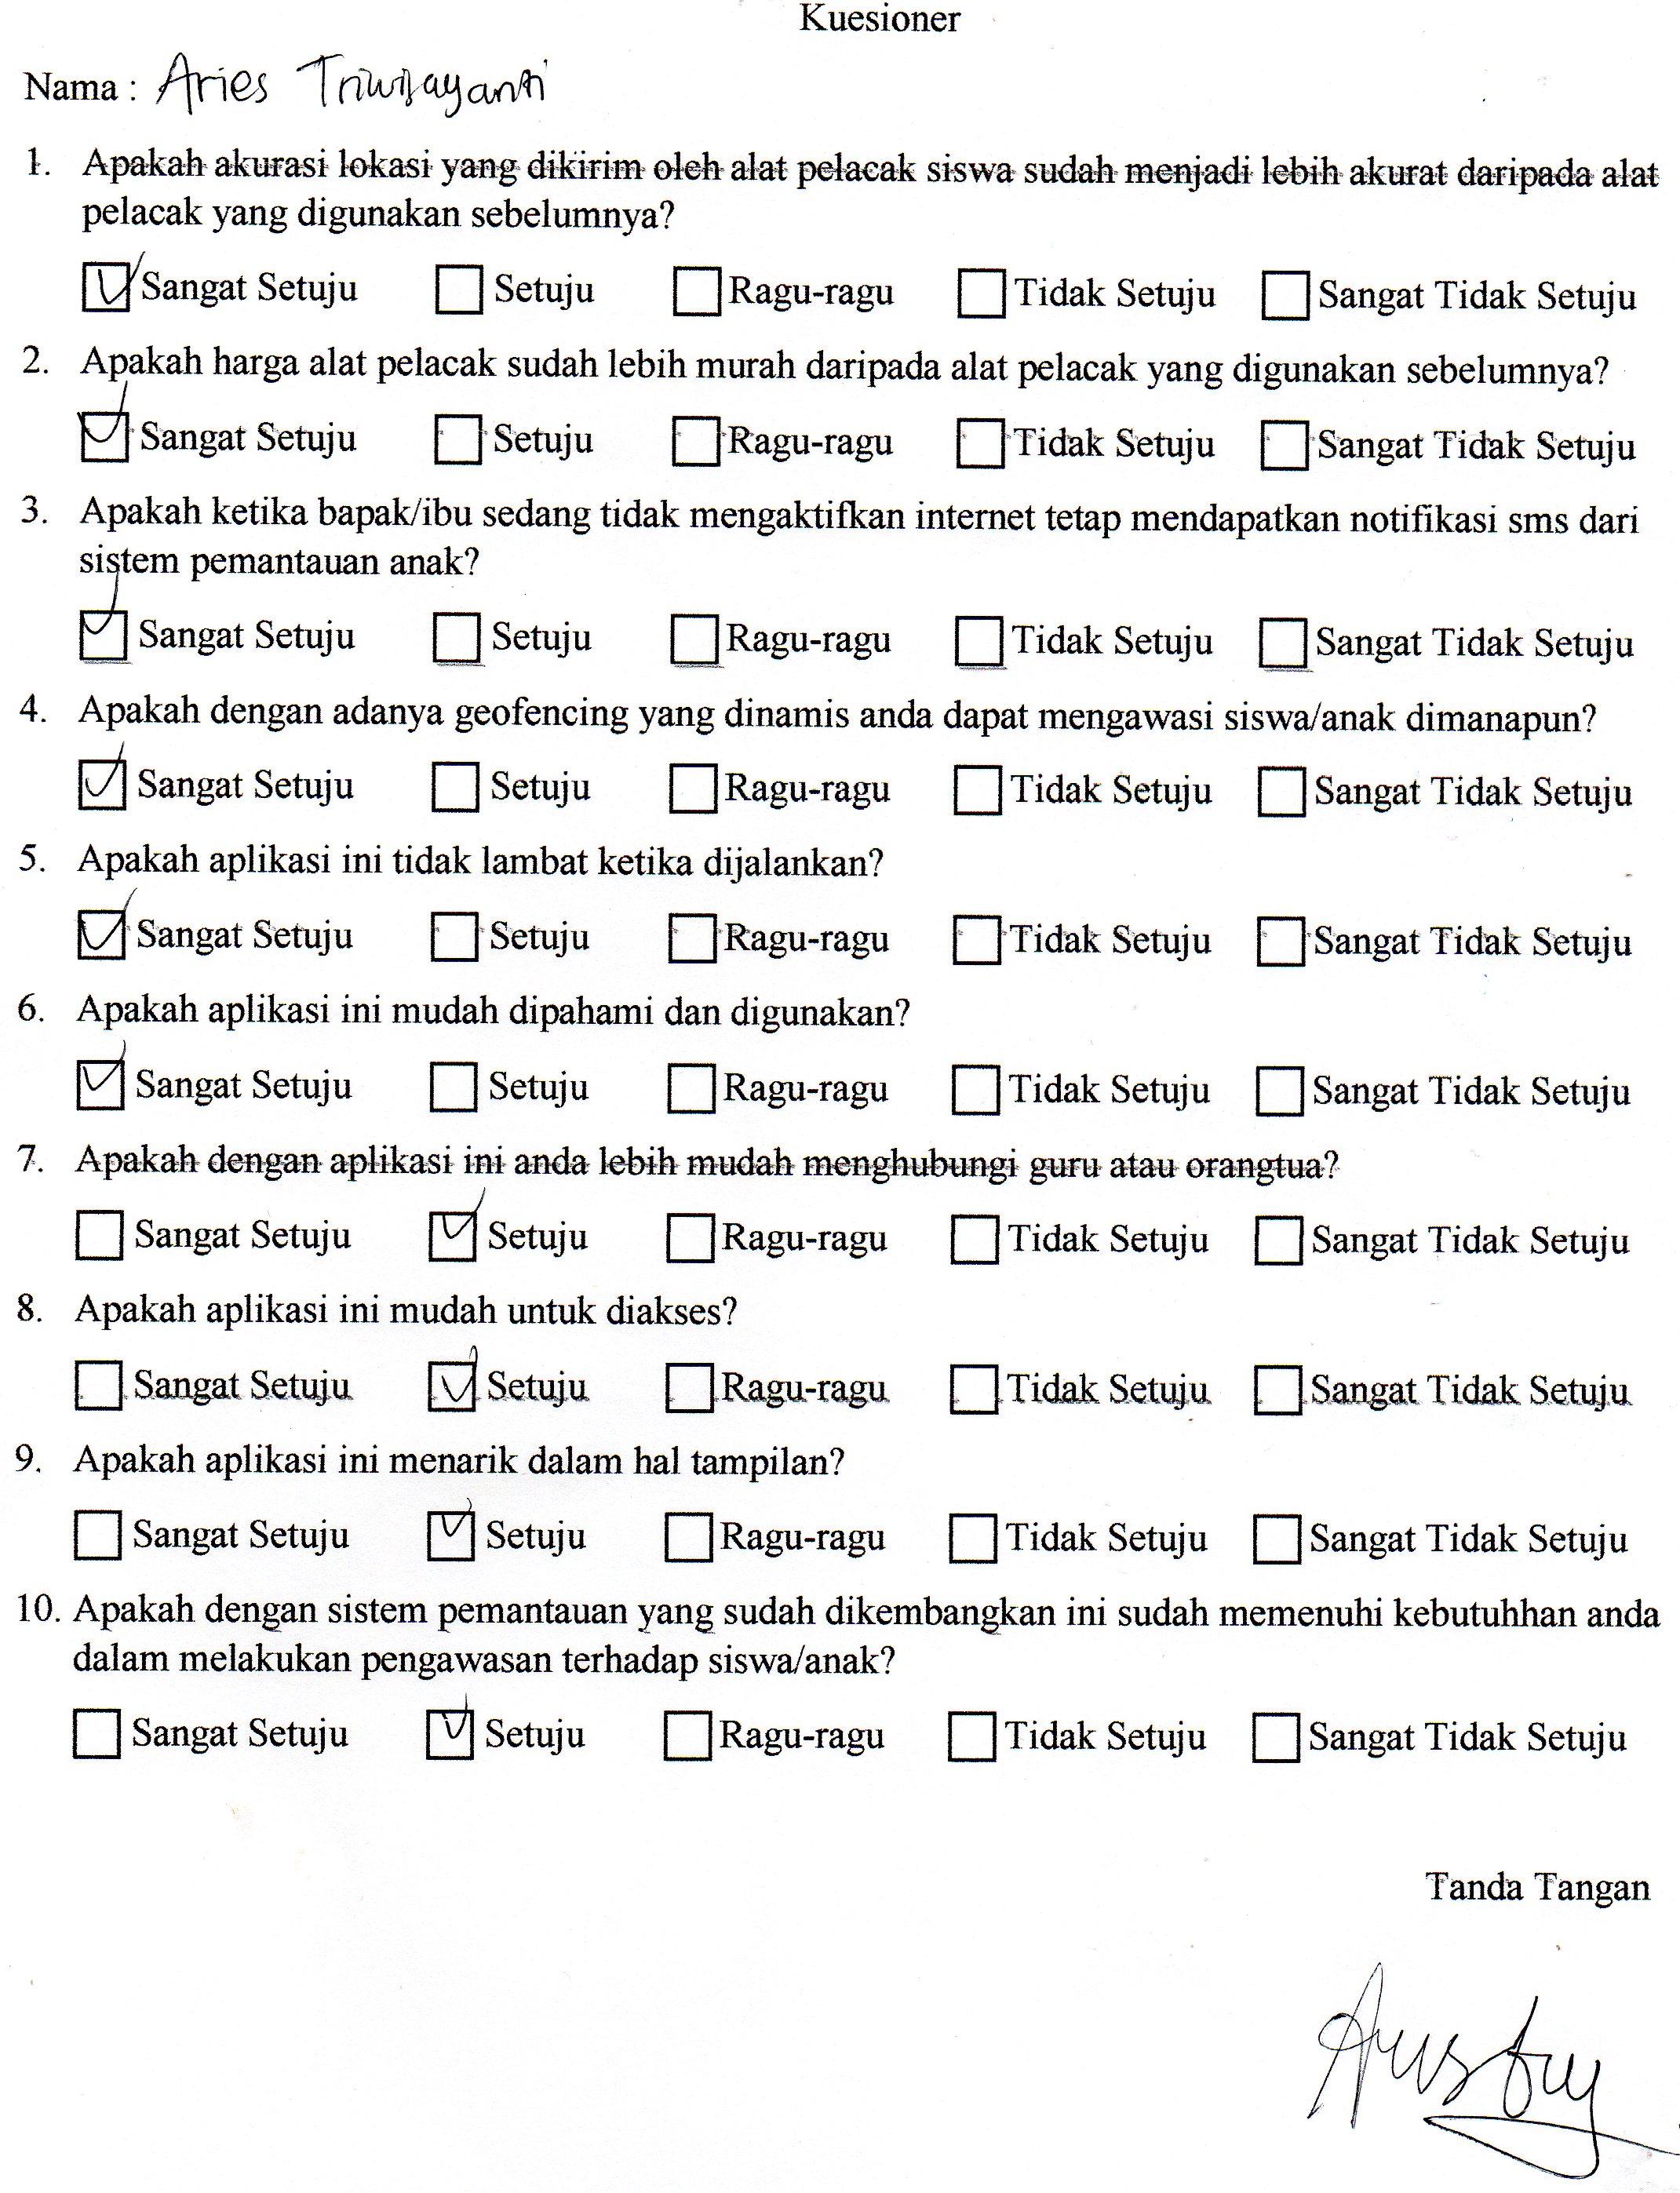 Kuesioner
Nama : Aries Triwijayanti
1. Apakah akurasi lokasi yang dikirim oleh alat pelacak siswa sudah menjadi lebih akurat daripada alat
pelacak yang digunakan sebelumnya?
Sangat Setuju Setuju Ragu-ragu Tidak Setuju Sangat Tidak Setuju
2. Apakah harga alat pelacak sudah lebih murah daripada alat pelacak yang digunakan sebelumnya?
Sangat Setuju Setuju Ragu-ragu Tidak Setuju Sangat Tidak Setuju
3. Apakah ketika bapak/ibu sedang tidak mengaktifkan internet tetap mendapatkan notifikasi sms dari
sistem pemantauan anak?
Sangat Setuju Setuju Ragu-ragu Tidak Setuju Sangat Tidak Setuju
4. Apakah dengan adanya geofencing yang dinamis anda dapat mengawasi siswa/anak dimanapun?
Sangat Setuju Setuju Ragu-ragu Tidak Setuju Sangat Tidak Setuju
5. Apakah aplikasi ini tidak lambat ketika dijalankan?
Sangat Setuju Setuju Ragu-ragu Tidak Setuju Sangat Tidak Setuju
6. Apakah aplikasi ini mudah dipahami dan digunakan?
Sangat Setuju Setuju Ragu-ragu Tidak Setuju Sangat Tidak Setuju
7. Apakah dengan aplikasi ini anda lebih mudah menghubungi guru atau orangtua?
Sangat Setuju Setuju Ragu-ragu Tidak Setuju Sangat Tidak Setuju
8. Apakah aplikasi ini mudah untuk diakses?
Sangat Setuju Setuju Ragu-ragu Tidak Setuju Sangat Tidak Setuju
9. Apakah aplikasi ini menarik dalam hal tampilan?
Sangat Setuju Setuju Ragu-ragu Tidak Setuju Sangat Tidak Setuju
10. Apakah dengan sistem pemantauan yang sudah dikembangkan ini sudah memenuhi kebutuhhan anda
dalam melakukan pengawasan terhadap siswa/anak?
Sangat Setuju Setuju Ragu-ragu Tidak Setuju Sangat Tidak Setuju
Tanda Tangan